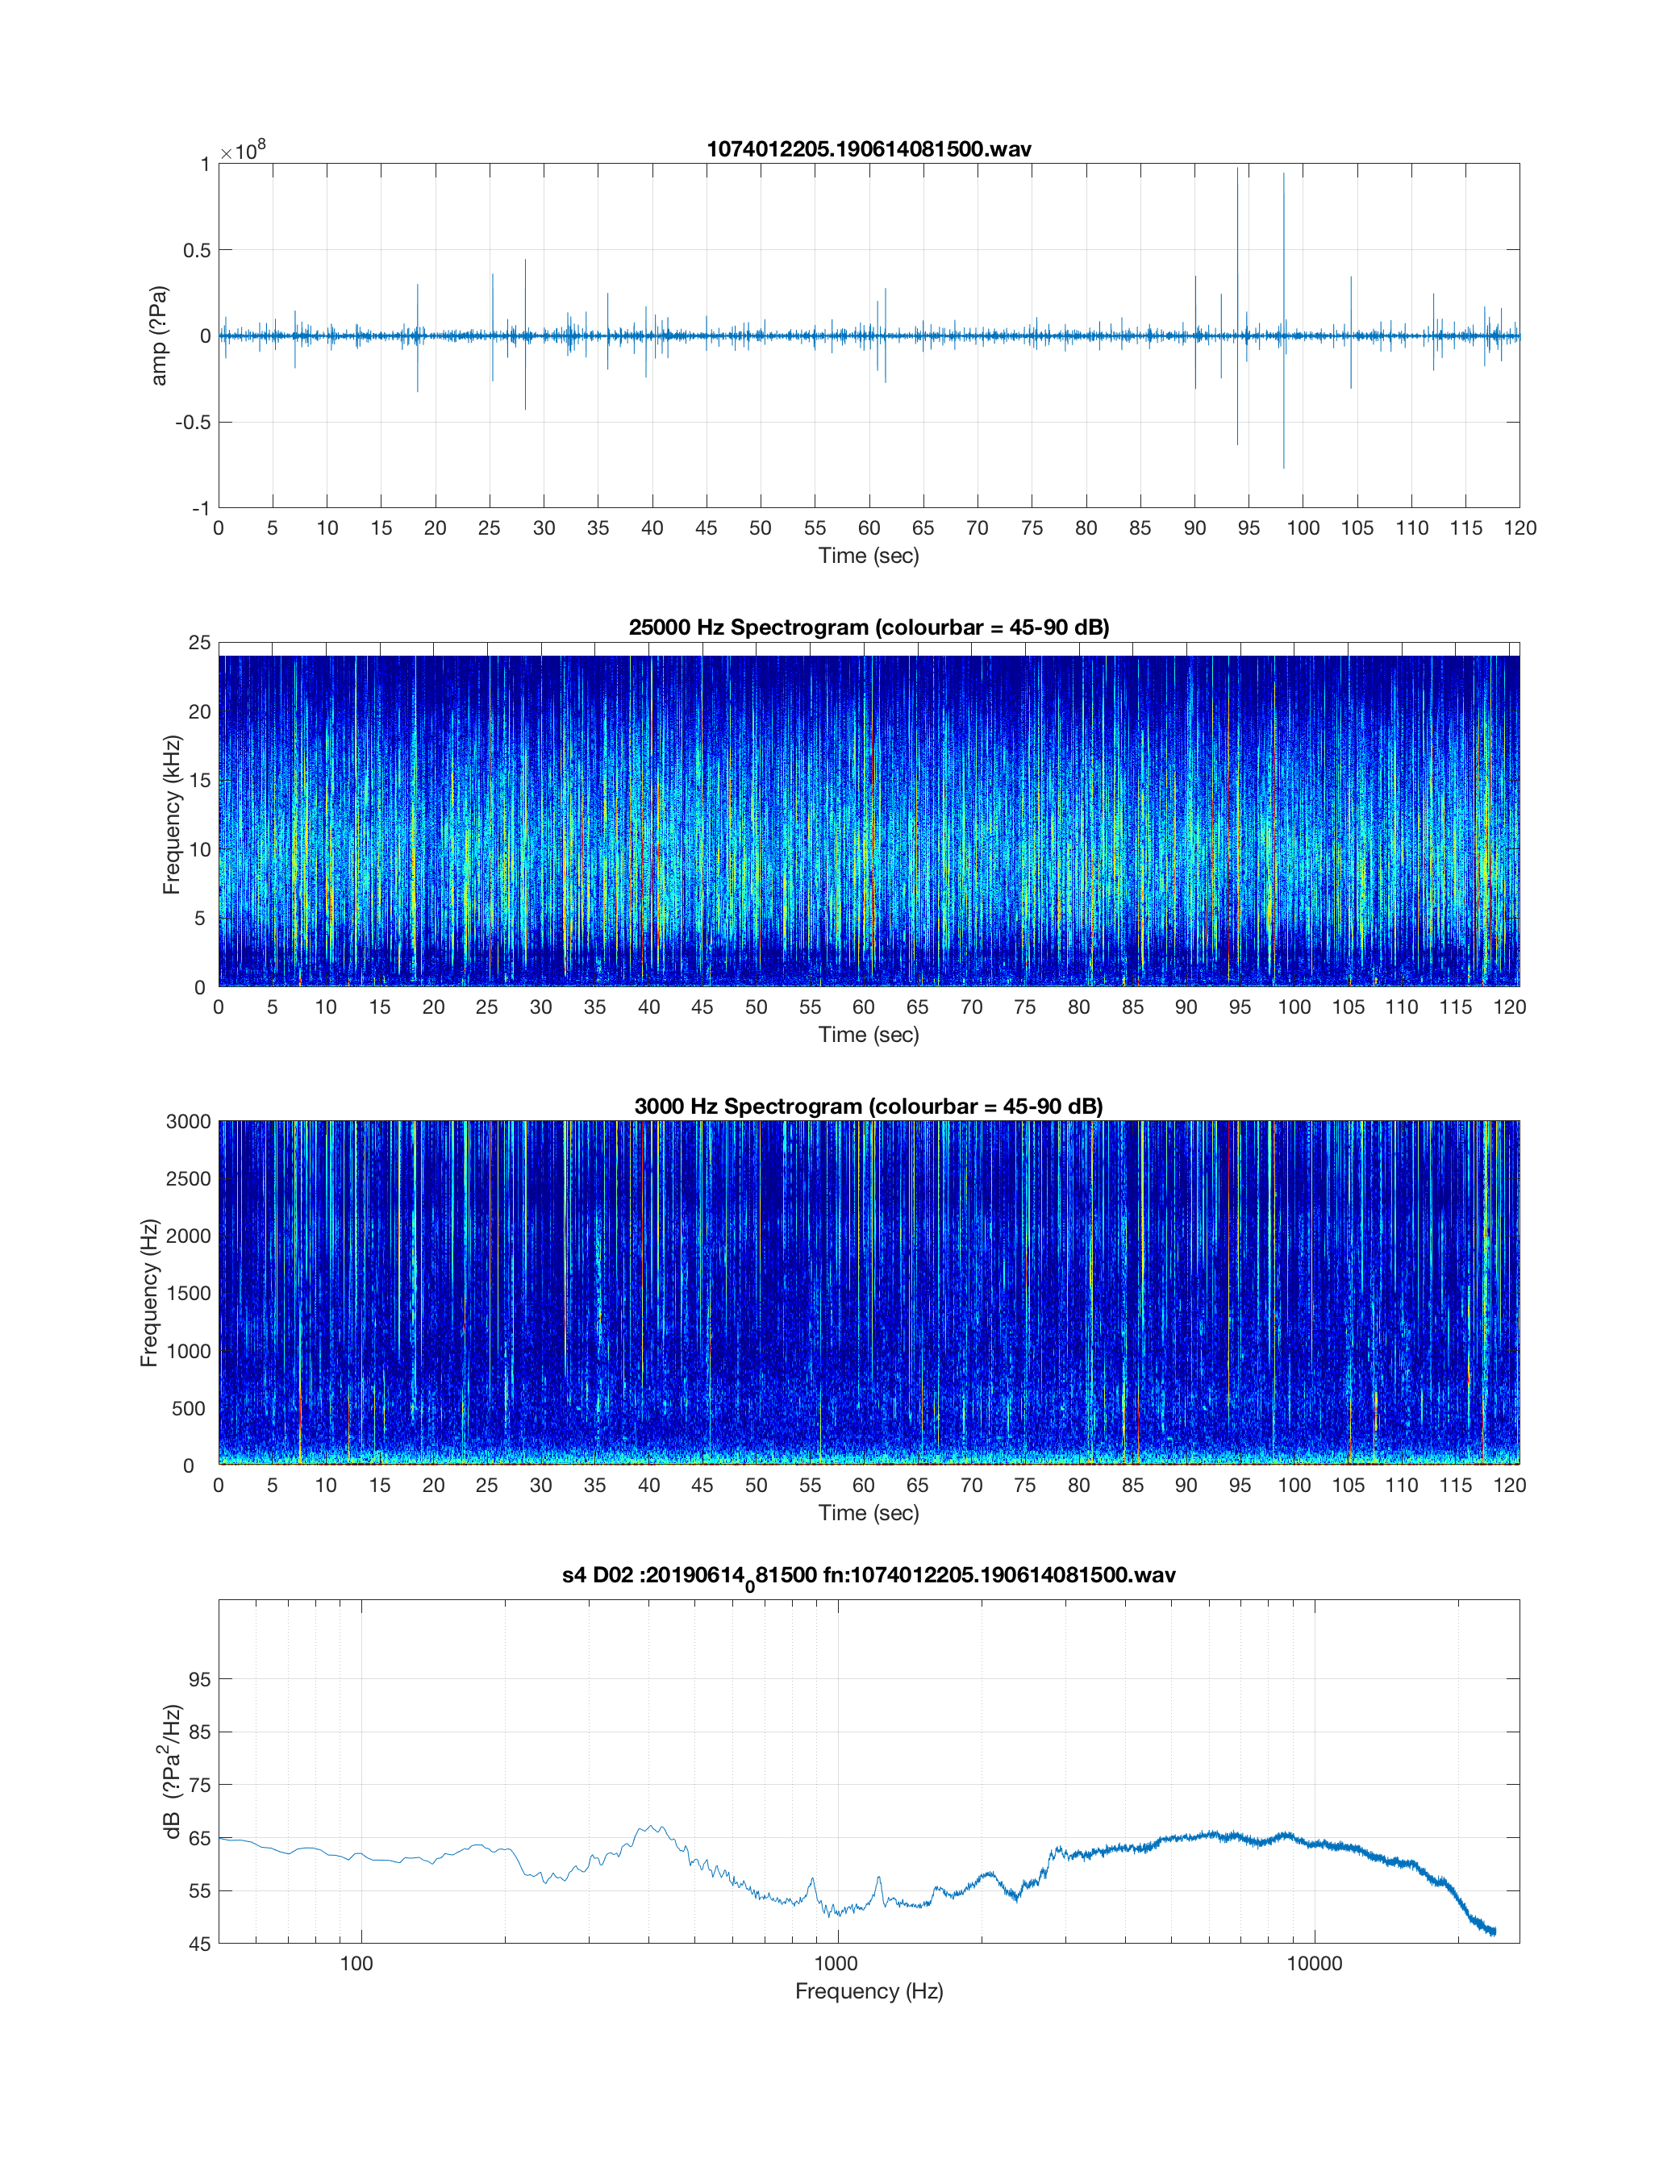 1074012205.190614081500.wav
×10^8
1
0.5
0
-0.5
-1
amp (?Pa)
0 5 10 15 20 25 30 35 40 45 50 55 60 65 70 75 80 85 90 95 100 105 110 115 120
Time (sec)
25000 Hz Spectrogram (colourbar = 45-90 dB)
25
20
15
10
5
0
Frequency (kHz)
0 5 10 15 20 25 30 35 40 45 50 55 60 65 70 75 80 85 90 95 100 105 110 115 120
Time (sec)
3000 Hz Spectrogram (colourbar = 45-90 dB)
3000
2500
2000
1500
1000
500
0
Frequency (Hz)
0 5 10 15 20 25 30 35 40 45 50 55 60 65 70 75 80 85 90 95 100 105 110 115 120
Time (sec)
s4 D02 :20190614_081500 fn:1074012205.190614081500.wav
95
85
75
65
55
45
dB (?Pa^2/Hz)
100 1000 10000
Frequency (Hz)